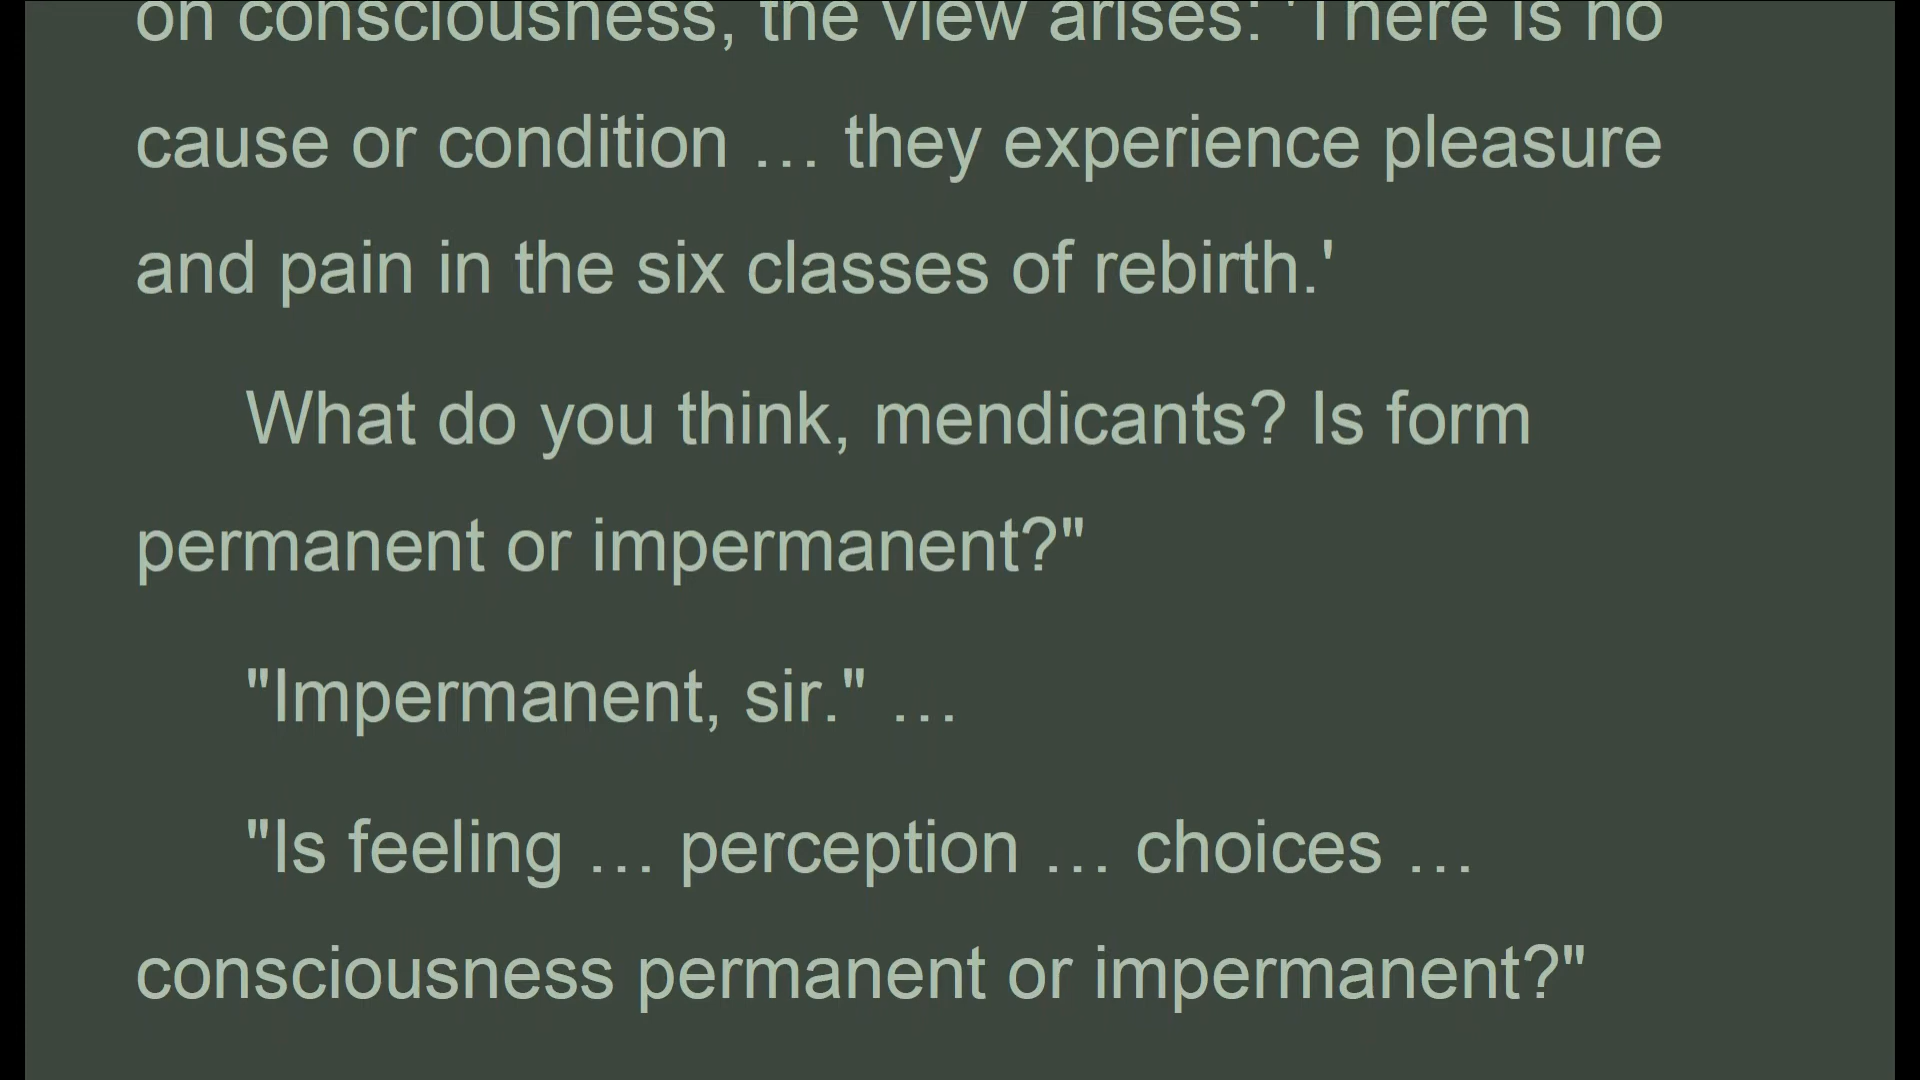 on consciousness, the view arises: 'There is no
cause or condition … they experience pleasure
and pain in the six classes of rebirth.'
What do you think, mendicants? Is form
permanent or impermanent?"
"Impermanent, sir." …
"Is feeling … perception … choices …
consciousness permanent or impermanent?"